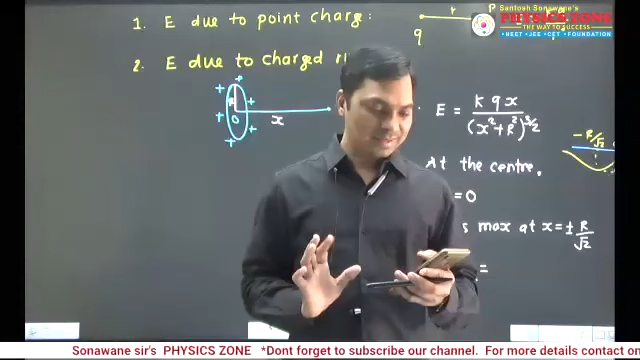 1. E due to point charge :
r
P
q
Santosh Sonawane's
PHYSICS ZONE
THE WAY TO SUCCESS
NEET JEE CET FOUNDATION
2. E due to charged
R
O
x
E = K q x / (x² + R²)^3/2
- R/√2
At the centre,
= 0
max at x = ± R/√2
=
Sonawane sir's PHYSICS ZONE *Dont forget to subscribe our channel. For more details contact on